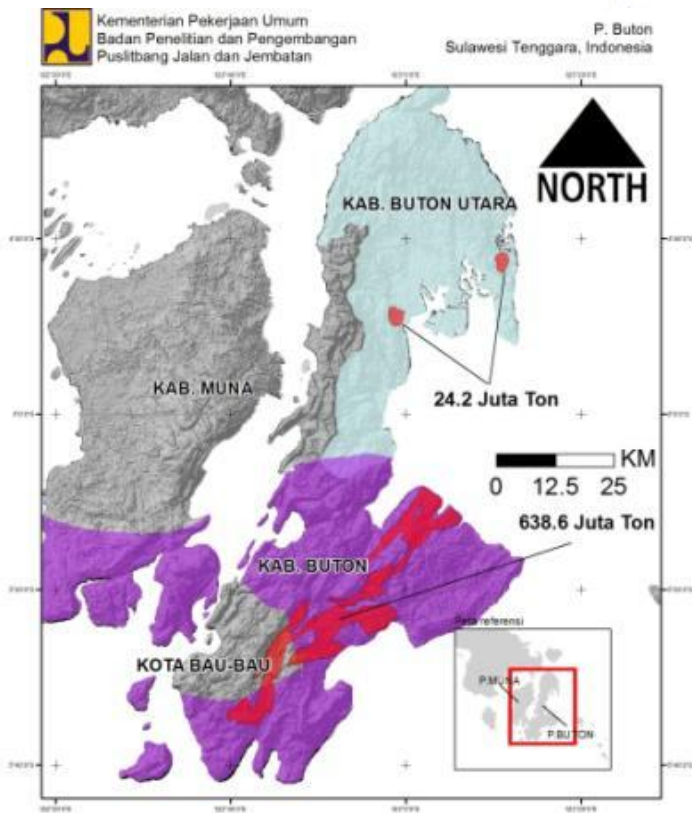 Kementerian Pekerjaan Umum
Badan Penelitian dan Pengembangan
Puslitbang Jalan dan Jembatan
P. Buton
Sulawesi Tenggara, Indonesia
NORTH
KAB. BUTON UTARA
KAB. MUNA
24.2 Juta Ton
KM
0 12.5 25
638.6 Juta Ton
KAB. BUTON
KOTA BAU-BAU
Peta referensi
P.MUNA
P.BUTON